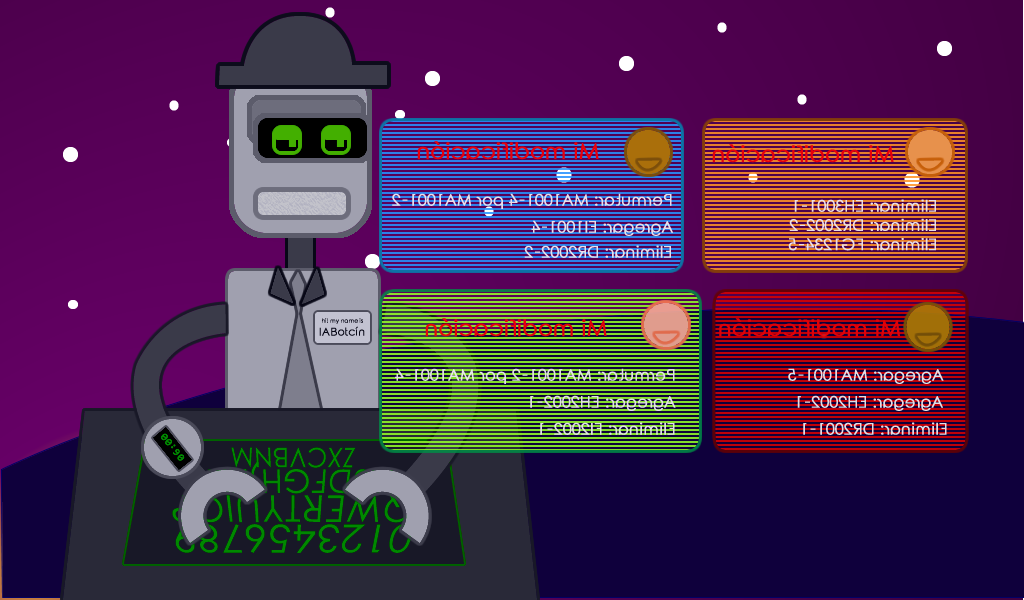 Mi modificación
Permutar: MA1001-4 por MA1001-2
Agregar: EI1001-4
Eliminar: DR2002-2
Mi modificación
Eliminar: EH3001-1
Eliminar: DR2002-2
Eliminar: FG1234-5
hi! my name is
IABotcin
Mi modificación
Permutar: MA1001-2 por MA1001-4
Agregar: EH2002-1
Eliminar: EI2002-1
Mi modificación
Agregar: MA1001-5
Agregar: EH2002-1
Eliminar: DR2001-1
ZXCVBNM
0123456789